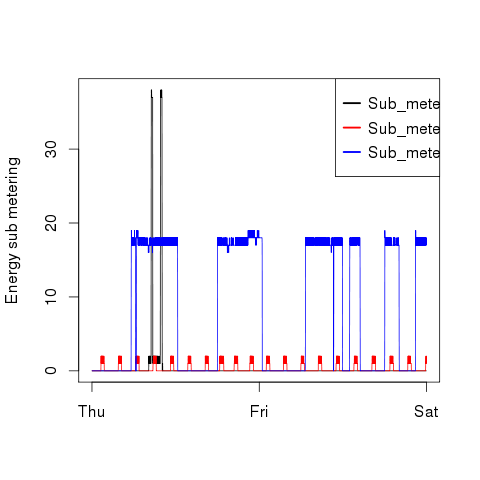 Energy sub metering
30
20
10
0
Sub_mete
Sub_mete
Sub_mete
Thu Fri Sat